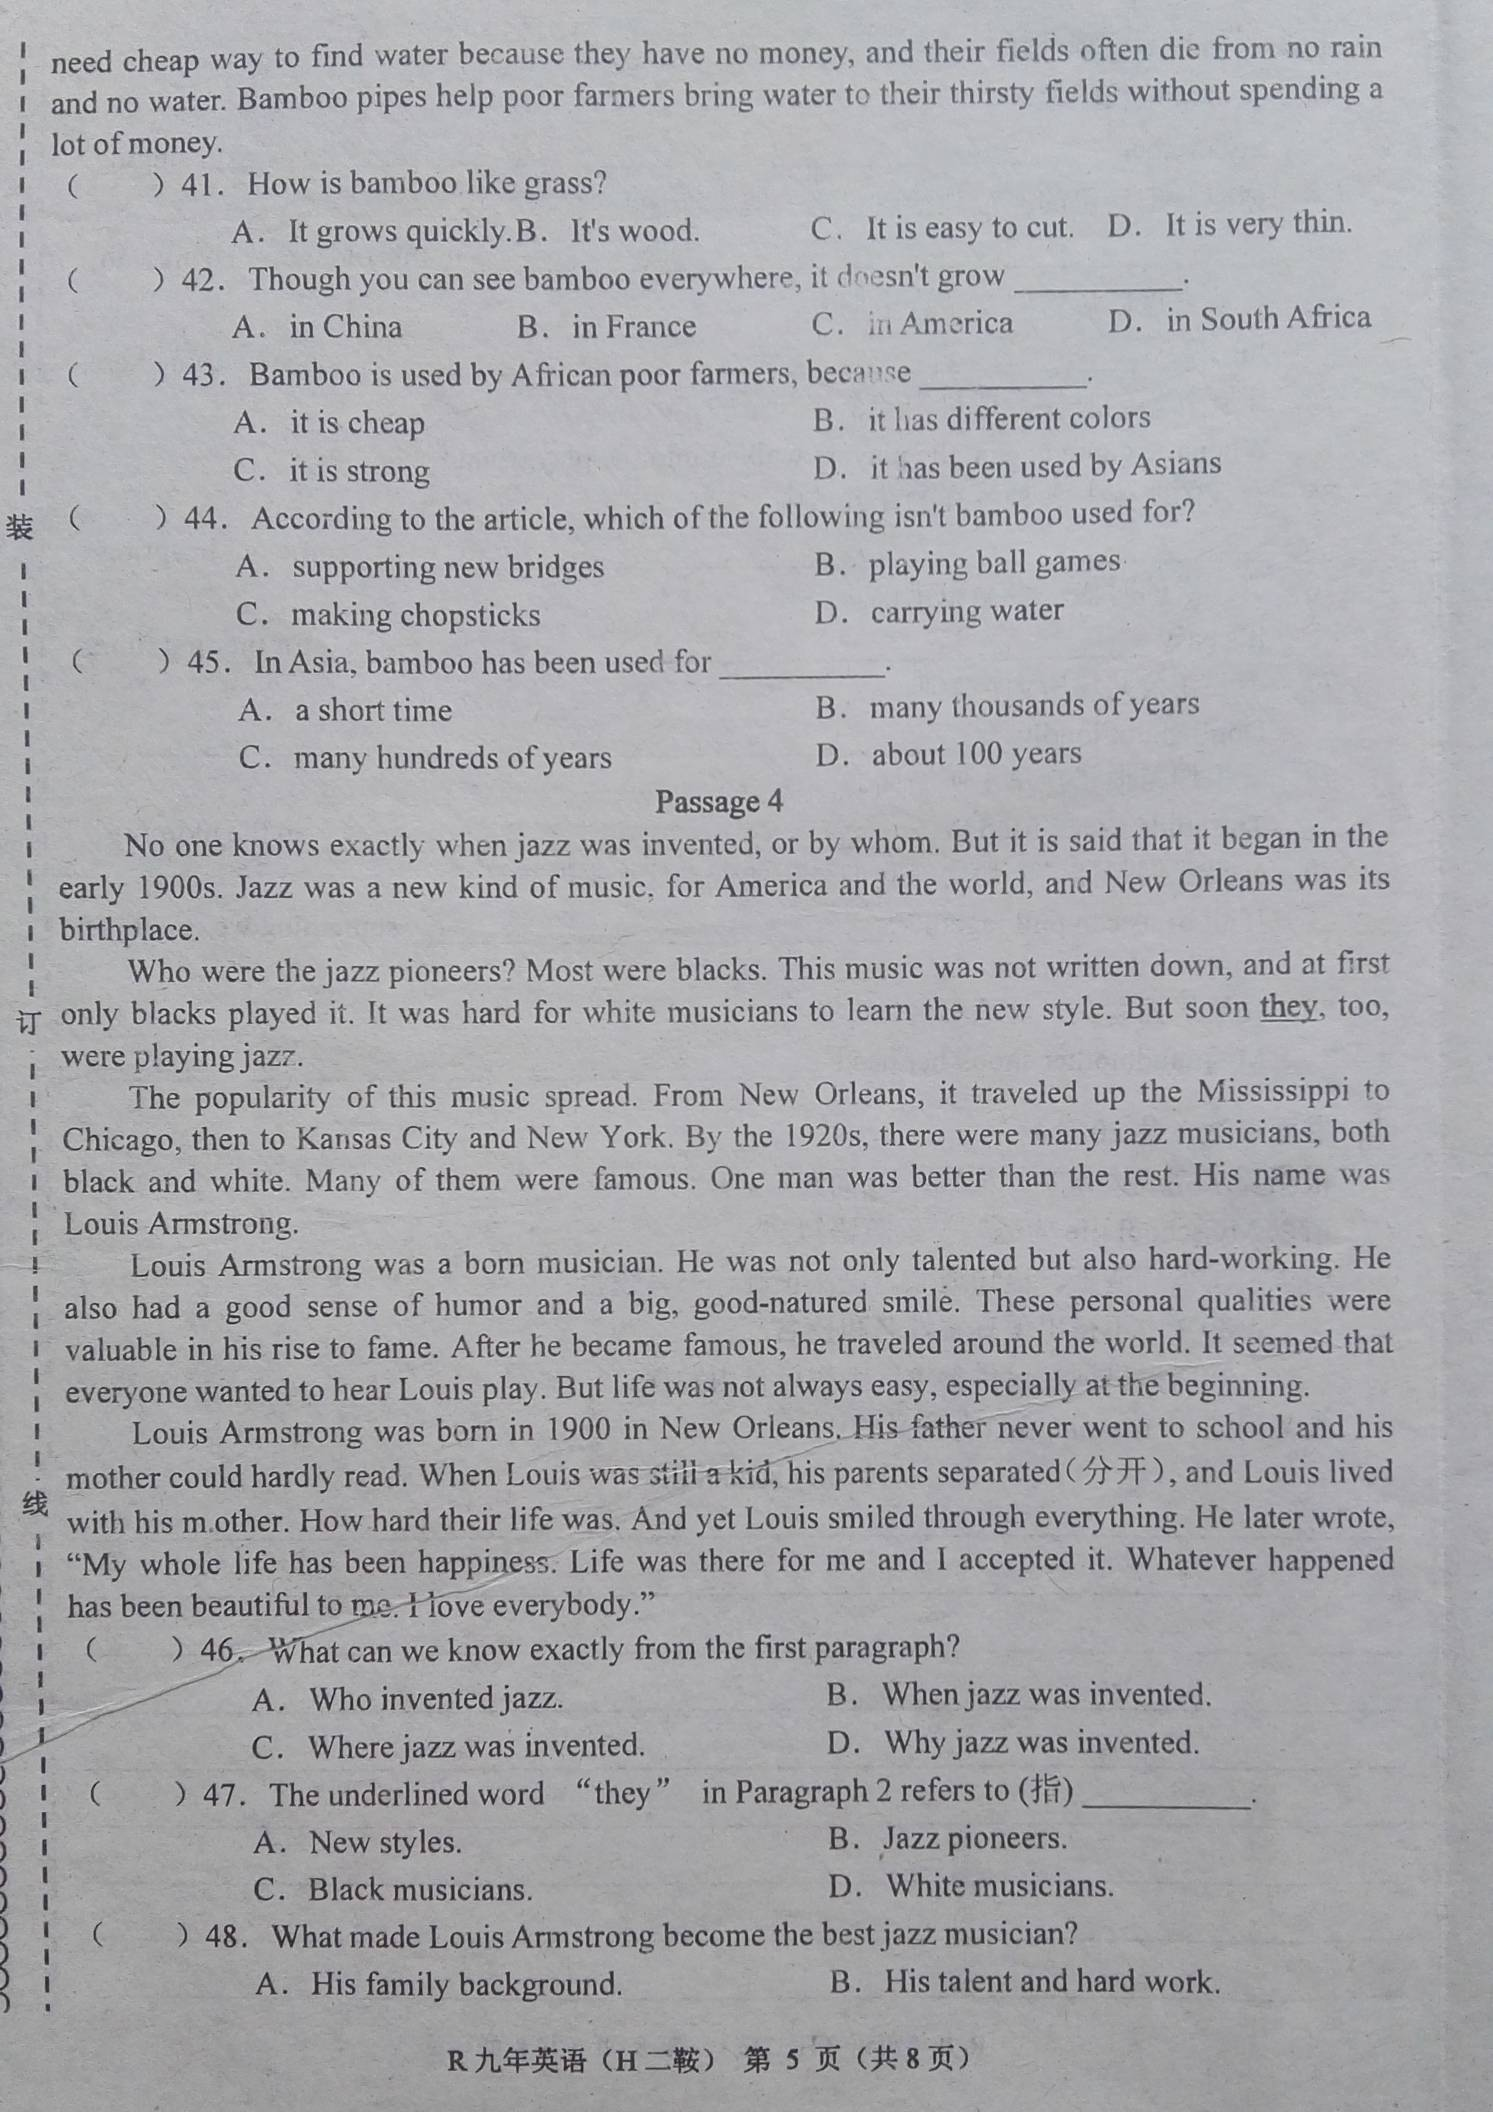 need cheap way to find water because they have no money, and their fields often die from no rain
and no water. Bamboo pipes help poor farmers bring water to their thirsty fields without spending a
lot of money.
(     ) 41. How is bamboo like grass?
A. It grows quickly. B. It's wood. C. It is easy to cut. D. It is very thin.
(     ) 42. Though you can see bamboo everywhere, it doesn't grow ________.
A. in China B. in France C. in America D. in South Africa
(     ) 43. Bamboo is used by African poor farmers, because ________.
A. it is cheap B. it has different colors
C. it is strong D. it has been used by Asians
装
(     ) 44. According to the article, which of the following isn't bamboo used for?
A. supporting new bridges B. playing ball games
C. making chopsticks D. carrying water
(     ) 45. In Asia, bamboo has been used for ________.
A. a short time B. many thousands of years
C. many hundreds of years D. about 100 years
Passage 4
No one knows exactly when jazz was invented, or by whom. But it is said that it began in the
early 1900s. Jazz was a new kind of music, for America and the world, and New Orleans was its
birthplace.
Who were the jazz pioneers? Most were blacks. This music was not written down, and at first
订
only blacks played it. It was hard for white musicians to learn the new style. But soon they, too,
were playing jazz.
The popularity of this music spread. From New Orleans, it traveled up the Mississippi to
Chicago, then to Kansas City and New York. By the 1920s, there were many jazz musicians, both
black and white. Many of them were famous. One man was better than the rest. His name was
Louis Armstrong.
Louis Armstrong was a born musician. He was not only talented but also hard-working. He
also had a good sense of humor and a big, good-natured smile. These personal qualities were
valuable in his rise to fame. After he became famous, he traveled around the world. It seemed that
everyone wanted to hear Louis play. But life was not always easy, especially at the beginning.
Louis Armstrong was born in 1900 in New Orleans. His father never went to school and his
mother could hardly read. When Louis was still a kid, his parents separated(分开), and Louis lived
线
with his m.other. How hard their life was. And yet Louis smiled through everything. He later wrote,
“My whole life has been happiness. Life was there for me and I accepted it. Whatever happened
has been beautiful to me. I love everybody.”
(     ) 46. What can we know exactly from the first paragraph?
A. Who invented jazz. B. When jazz was invented.
C. Where jazz was invented. D. Why jazz was invented.
(     ) 47. The underlined word “they” in Paragraph 2 refers to (指) ________.
A. New styles. B. Jazz pioneers.
C. Black musicians. D. White musicians.
(     ) 48. What made Louis Armstrong become the best jazz musician?
A. His family background. B. His talent and hard work.
R 九年英语（H 二鞍） 第 5 页（共 8 页）